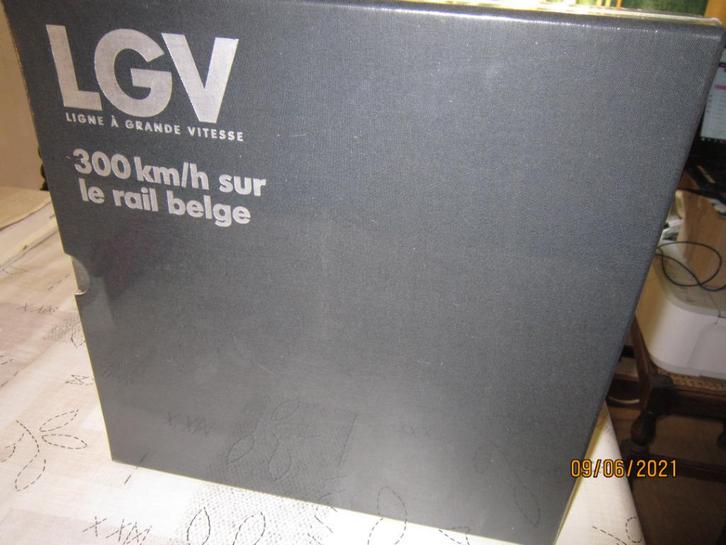 LGV
LIGNE À GRANDE VITESSE
300 km/h sur
le rail belge
09/06/2021